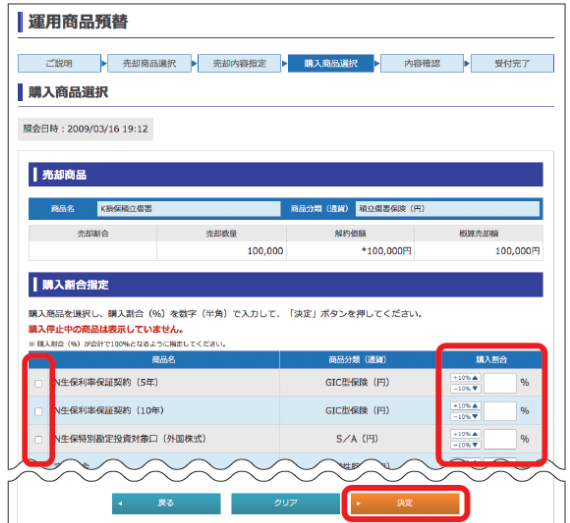 運用商品預替
ご説明 売却商品選択 売却内容指定 購入商品選択 内容確認 受付完了
購入商品選択
照会日時：2009/03/16 19:12
売却商品
商品名 K損保積立傷害 商品分類（通貨） 積立傷害保険（円）
売却割合 売却数量 解約価額 概算売却額
100,000 *100,000円 100,000円
購入割合指定
購入商品を選択し、購入割合（%）を数字（半角）で入力して、「決定」ボタンを押してください。
購入停止中の商品は表示していません。
※ 購入割合（%）が合計で100%となるように指定してください。
商品名 商品分類（通貨） 購入割合
N生保利率保証契約（5年） GIC型保険（円） +10%▲ −10%▼ %
N生保利率保証契約（10年） GIC型保険（円） +10%▲ −10%▼ %
N生保特別勘定投資対象口（外国株式） S／A（円） +10%▲ −10%▼ %
戻る クリア 決定